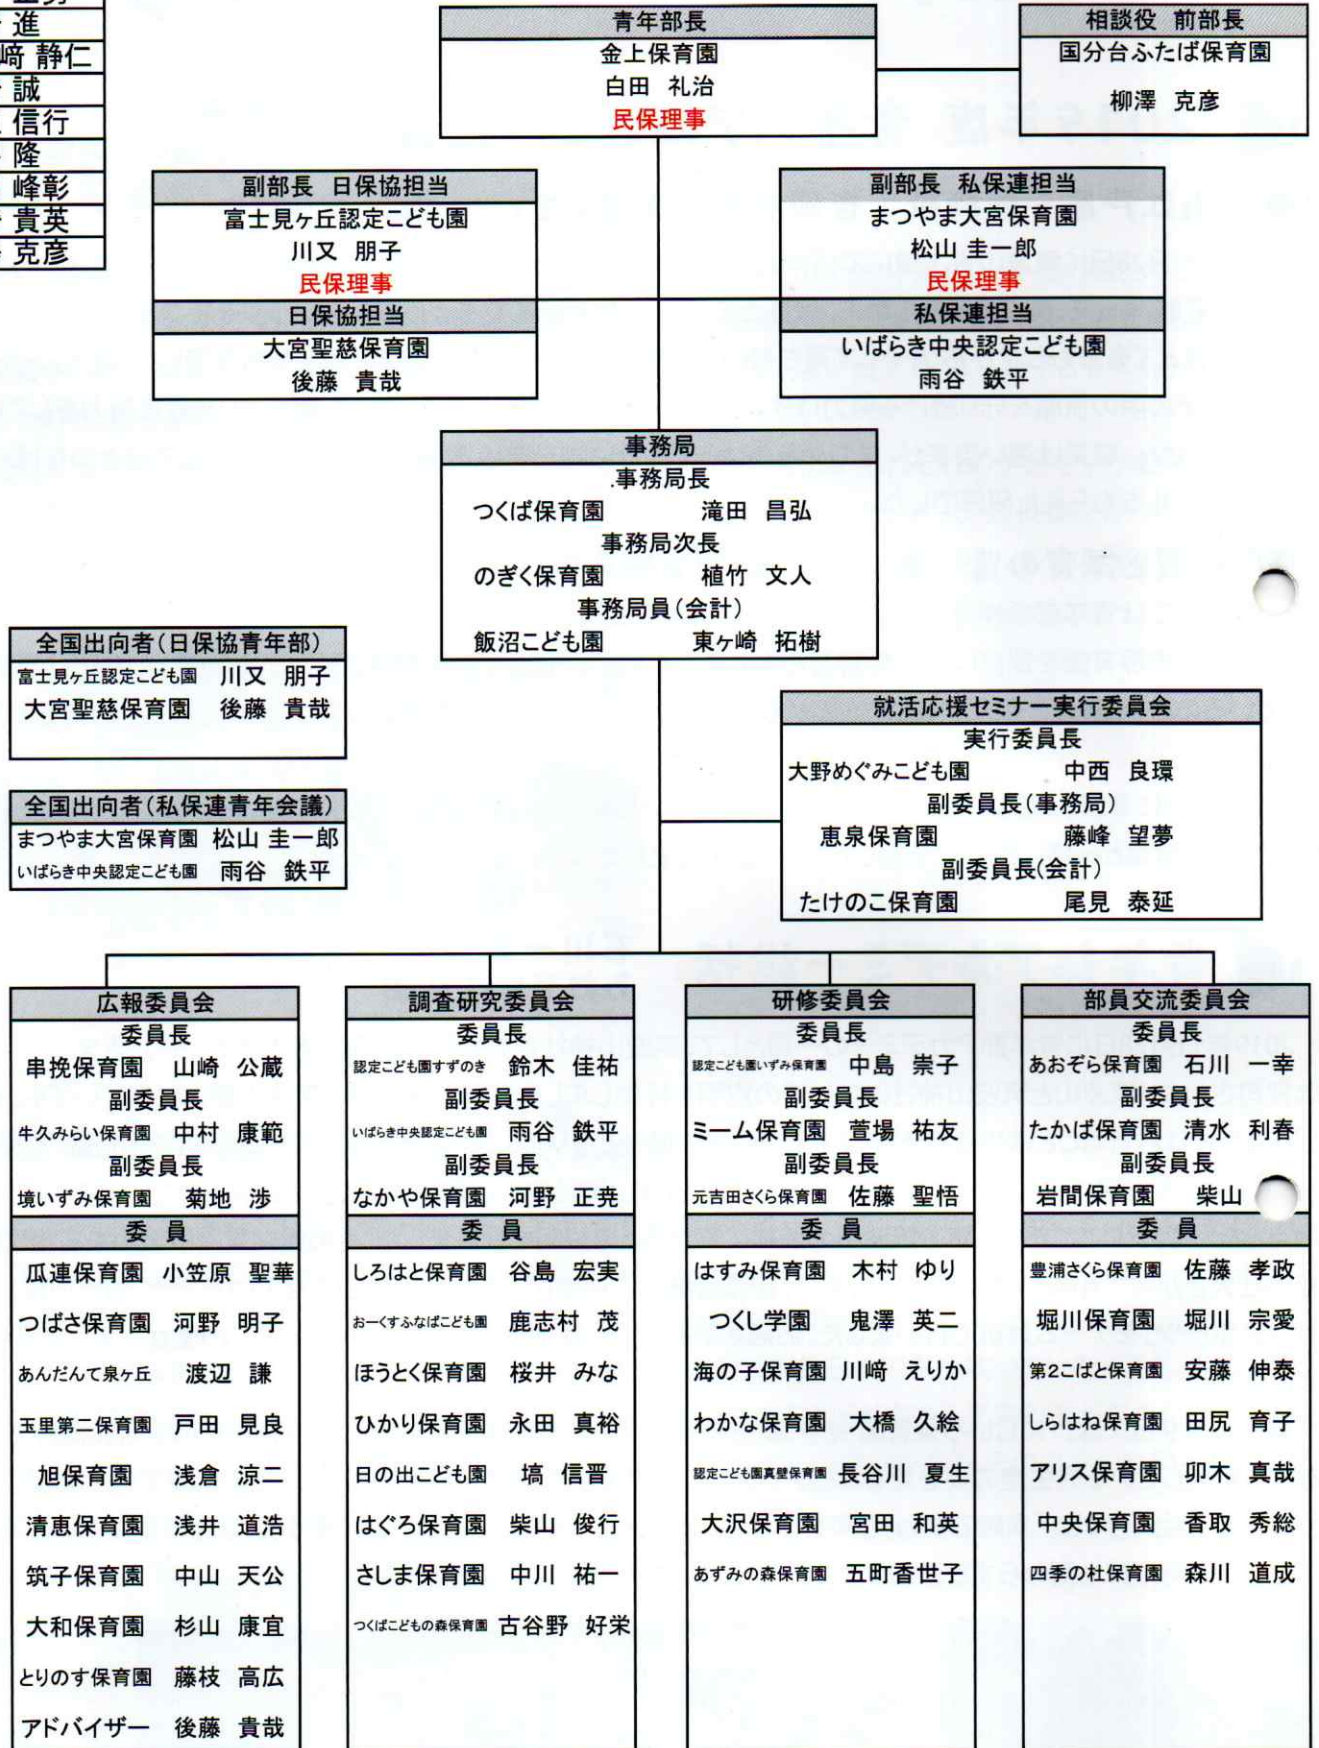 進
﨑 静仁
誠
信行
隆
峰彰
貴英
克彦
青年部長
金上保育園
白田 礼治
民保理事
相談役 前部長
国分台ふたば保育園
柳澤 克彦
副部長 日保協担当
富士見ヶ丘認定こども園
川又 朋子
民保理事
日保協担当
大宮聖慈保育園
後藤 貴哉
副部長 私保連担当
まつやま大宮保育園
松山 圭一郎
民保理事
私保連担当
いばらき中央認定こども園
雨谷 鉄平
事務局
.事務局長
つくば保育園 滝田 昌弘
事務局次長
のぎく保育園 植竹 文人
事務局員(会計)
飯沼こども園 東ヶ崎 拓樹
全国出向者(日保協青年部)
富士見ヶ丘認定こども園 川又 朋子
大宮聖慈保育園 後藤 貴哉
全国出向者(私保連青年会議)
まつやま大宮保育園 松山 圭一郎
いばらき中央認定こども園 雨谷 鉄平
就活応援セミナー実行委員会
実行委員長
大野めぐみこども園 中西 良環
副委員長(事務局)
恵泉保育園 藤峰 望夢
副委員長(会計)
たけのこ保育園 尾見 泰延
広報委員会
委員長
串挽保育園 山崎 公蔵
副委員長
牛久みらい保育園 中村 康範
副委員長
境いずみ保育園 菊地 渉
委 員
瓜連保育園 小笠原 聖華
つばさ保育園 河野 明子
あんだんて泉ヶ丘 渡辺 謙
玉里第二保育園 戸田 見良
旭保育園 浅倉 涼二
清恵保育園 浅井 道浩
筑子保育園 中山 天公
大和保育園 杉山 康宜
とりのす保育園 藤枝 高広
アドバイザー 後藤 貴哉
調査研究委員会
委員長
認定こども園すずのき 鈴木 佳祐
副委員長
いばらき中央認定こども園 雨谷 鉄平
副委員長
なかや保育園 河野 正尭
委 員
しろはと保育園 谷島 宏実
おーくすふなばこども園 鹿志村 茂
ほうとく保育園 桜井 みな
ひかり保育園 永田 真裕
日の出こども園 塙 信晋
はぐろ保育園 柴山 俊行
さしま保育園 中川 祐一
つくばこどもの森保育園 古谷野 好栄
研修委員会
委員長
認定こども園いずみ保育園 中島 崇子
副委員長
ミーム保育園 萱場 祐友
副委員長
元吉田さくら保育園 佐藤 聖悟
委 員
はすみ保育園 木村 ゆり
つくし学園 鬼澤 英二
海の子保育園 川﨑 えりか
わかな保育園 大橋 久絵
認定こども園真壁保育園 長谷川 夏生
大沢保育園 宮田 和英
あずみの森保育園 五町香世子
部員交流委員会
委員長
あおぞら保育園 石川 一幸
副委員長
たかば保育園 清水 利春
副委員長
岩間保育園 柴山
委 員
豊浦さくら保育園 佐藤 孝政
堀川保育園 堀川 宗愛
第2こばと保育園 安藤 伸泰
しらはね保育園 田尻 育子
アリス保育園 卯木 真哉
中央保育園 香取 秀総
四季の杜保育園 森川 道成